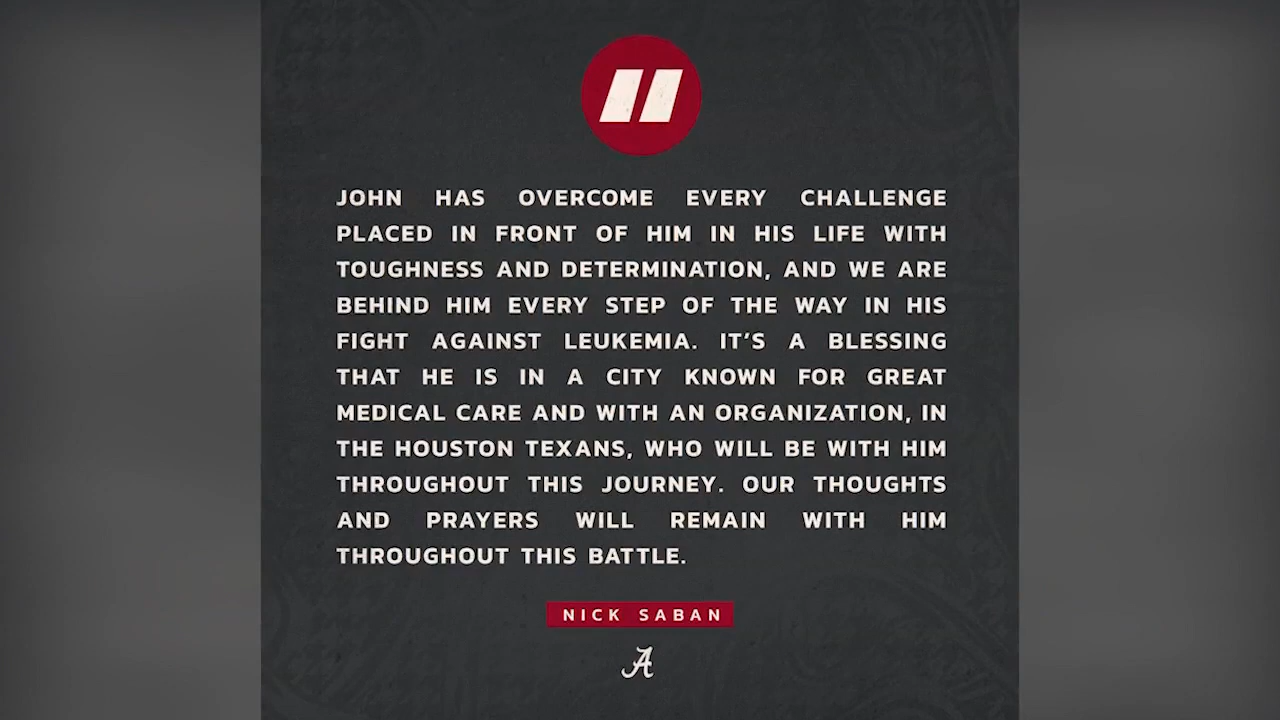 JOHN HAS OVERCOME EVERY CHALLENGE
PLACED IN FRONT OF HIM IN HIS LIFE WITH
TOUGHNESS AND DETERMINATION, AND WE ARE
BEHIND HIM EVERY STEP OF THE WAY IN HIS
FIGHT AGAINST LEUKEMIA. IT’S A BLESSING
THAT HE IS IN A CITY KNOWN FOR GREAT
MEDICAL CARE AND WITH AN ORGANIZATION, IN
THE HOUSTON TEXANS, WHO WILL BE WITH HIM
THROUGHOUT THIS JOURNEY. OUR THOUGHTS
AND PRAYERS WILL REMAIN WITH HIM
THROUGHOUT THIS BATTLE.
NICK SABAN
A